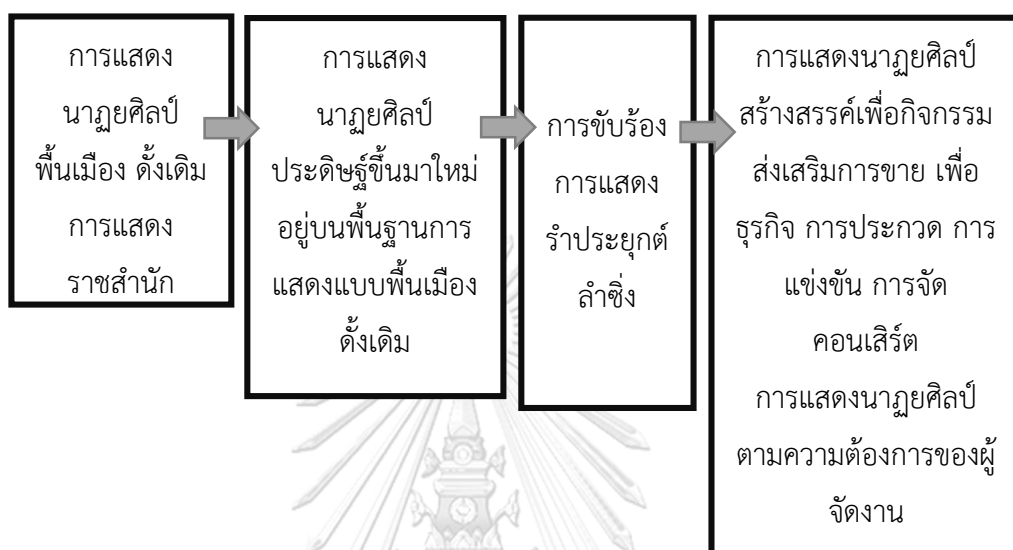 การแสดง
นาฏยศิลป์
พื้นเมือง ดั้งเดิม
การแสดง
ราชสำนัก
การแสดง
นาฏยศิลป์
ประดิษฐ์ขึ้นมาใหม่
อยู่บนพื้นฐานการ
แสดงแบบพื้นเมือง
ดั้งเดิม
การขับร้อง
การแสดง
รำประยุกต์
ลำซิ่ง
การแสดงนาฏยศิลป์
สร้างสรรค์เพื่อกิจกรรม
ส่งเสริมการขาย เพื่อ
ธุรกิจ การประกวด การ
แข่งขัน การจัด
คอนเสิร์ต
การแสดงนาฏยศิลป์
ตามความต้องการของผู้
จัดงาน